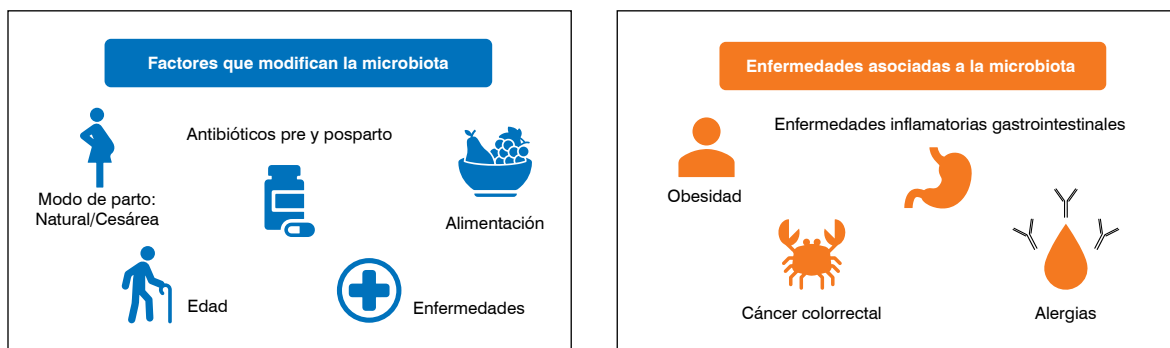 Factores que modifican la microbiota
Antibióticos pre y posparto
Modo de parto:
Natural/Cesárea
Alimentación
Edad
Enfermedades
Enfermedades asociadas a la microbiota
Enfermedades inflamatorias gastrointestinales
Obesidad
Cáncer colorrectal
Alergias